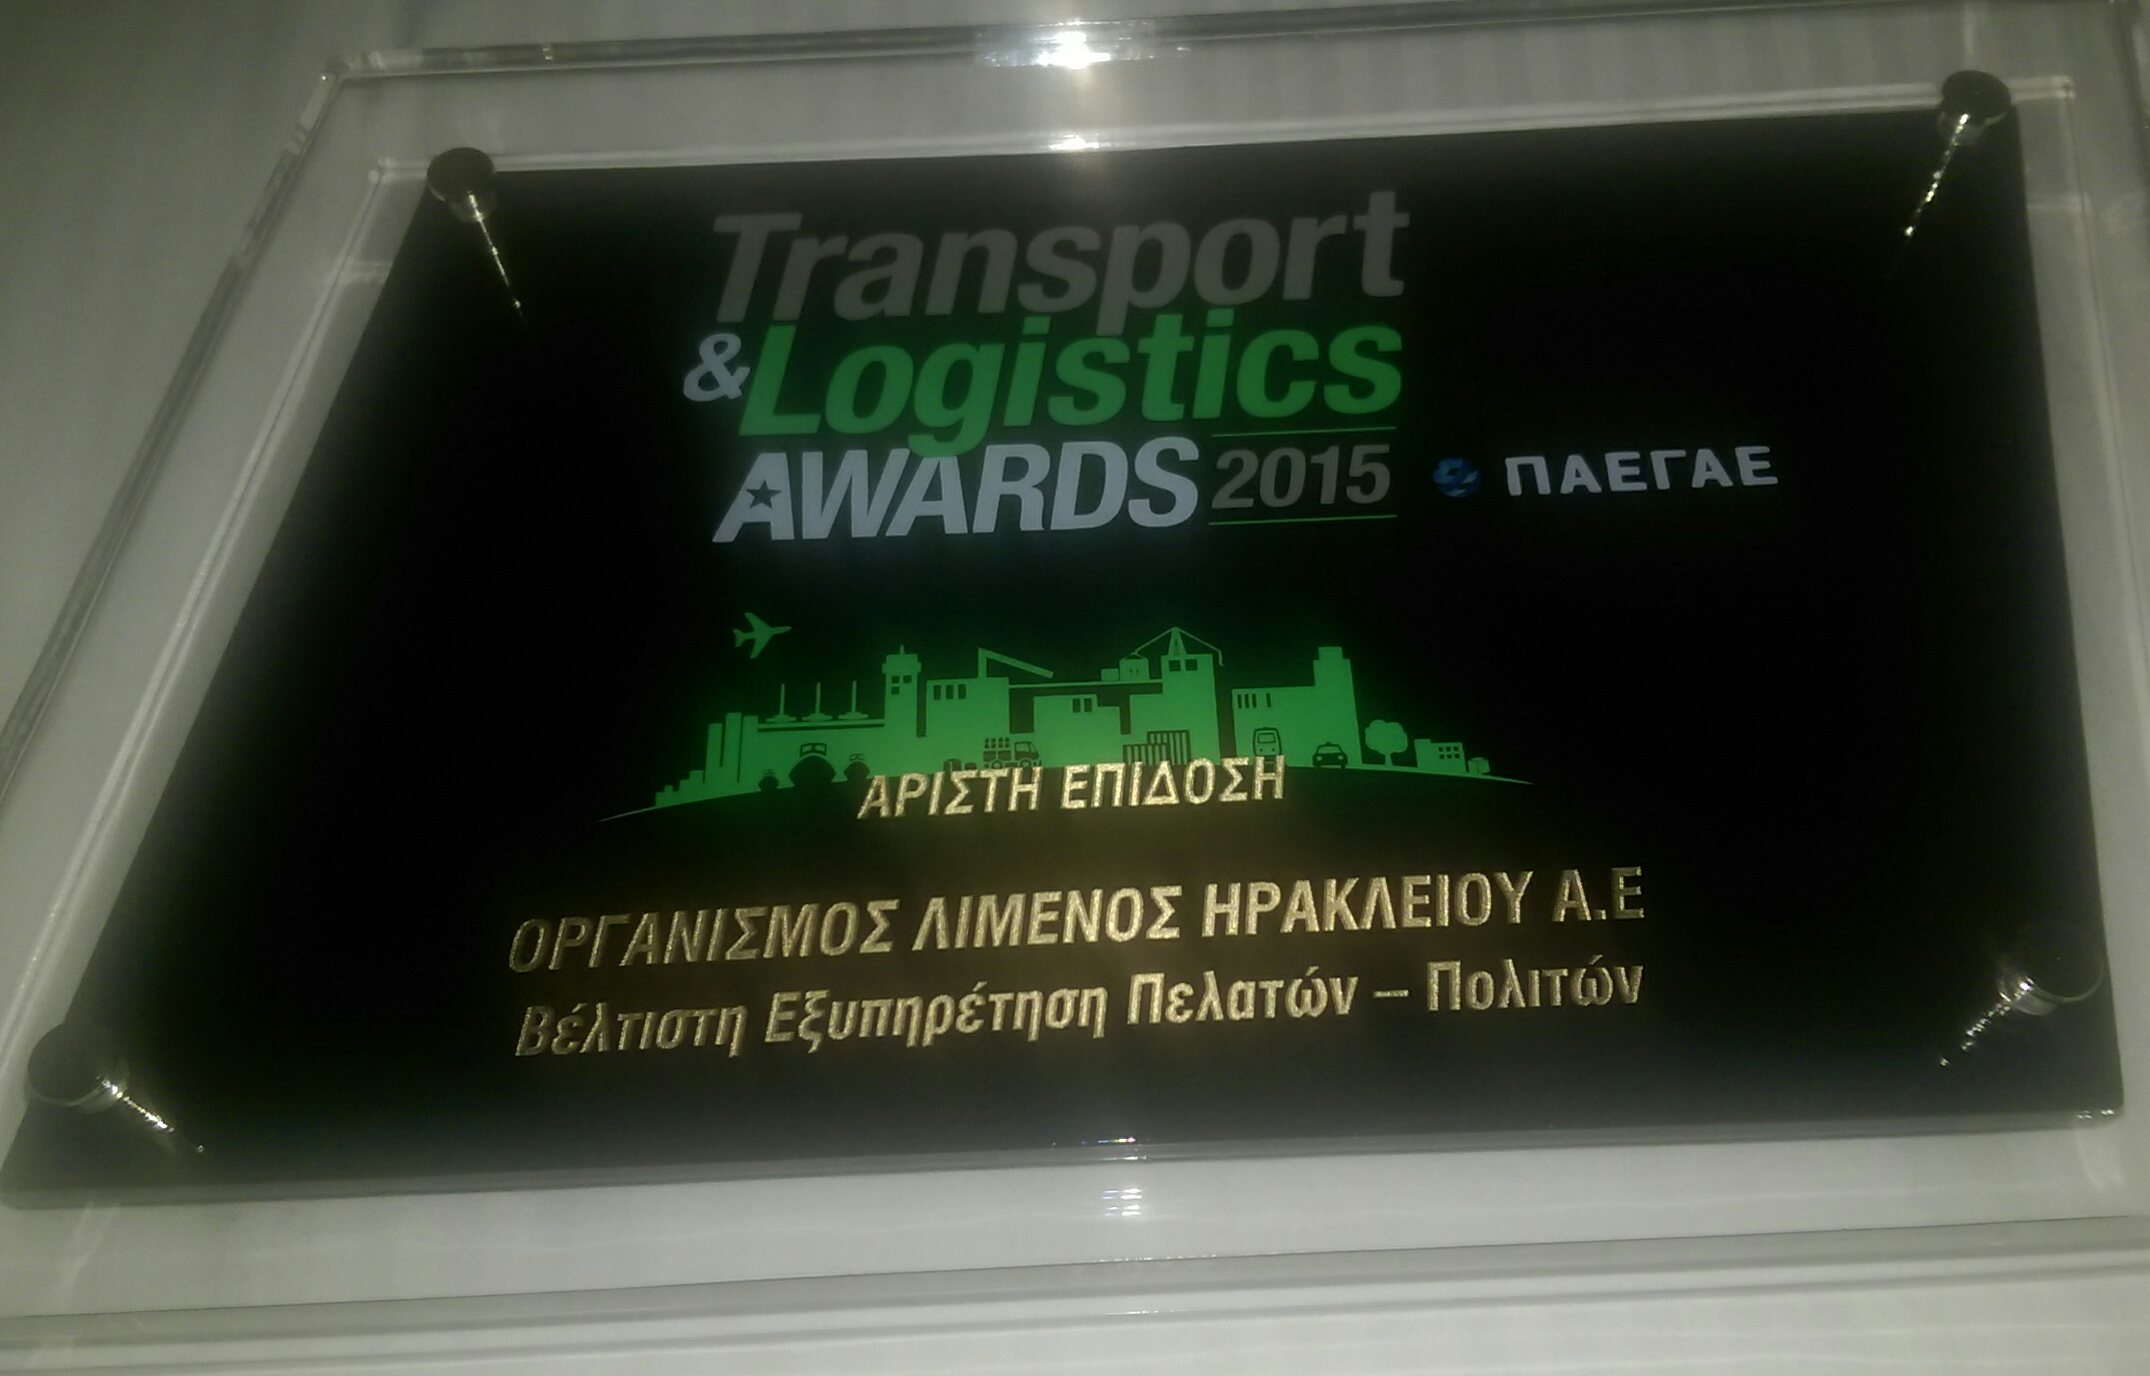 Transport
&Logistics
AWARDS 2015 ΠΑΕΓΑΕ
ΑΡΙΣΤΗ ΕΠΙΔΟΣΗ
ΟΡΓΑΝΙΣΜΟΣ ΛΙΜΕΝΟΣ ΗΡΑΚΛΕΙΟΥ Α.Ε
Βέλτιστη Εξυπηρέτηση Πελατών – Πολιτών